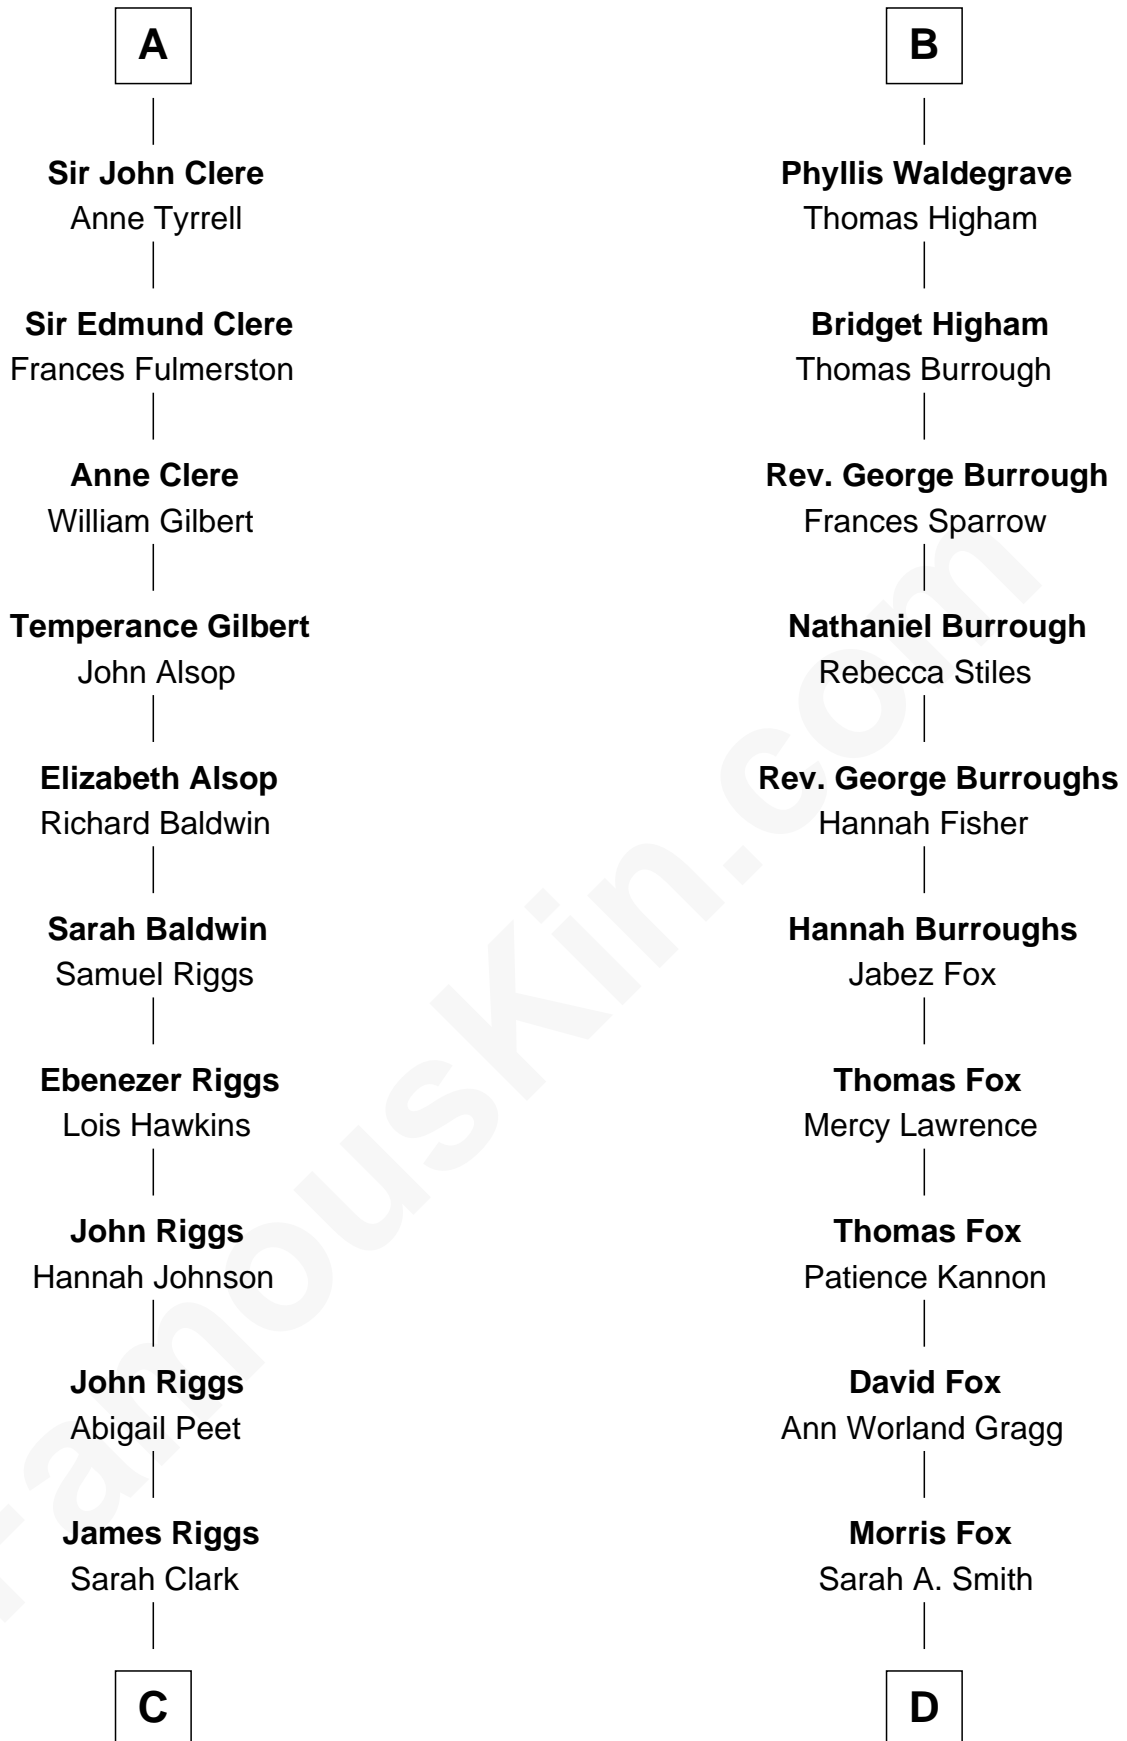 A
Sir John Clere
Anne Tyrrell
Sir Edmund Clere
Frances Fulmerston
Anne Clere
William Gilbert
Temperance Gilbert
John Alsop
Elizabeth Alsop
Richard Baldwin
Sarah Baldwin
Samuel Riggs
Ebenezer Riggs
Lois Hawkins
John Riggs
Hannah Johnson
John Riggs
Abigail Peet
James Riggs
Sarah Clark
C
B
Phyllis Waldegrave
Thomas Higham
Bridget Higham
Thomas Burrough
Rev. George Burrough
Frances Sparrow
Nathaniel Burrough
Rebecca Stiles
Rev. George Burroughs
Hannah Fisher
Hannah Burroughs
Jabez Fox
Thomas Fox
Mercy Lawrence
Thomas Fox
Patience Kannon
David Fox
Ann Worland Gragg
Morris Fox
Sarah A. Smith
D
FamousKin.com